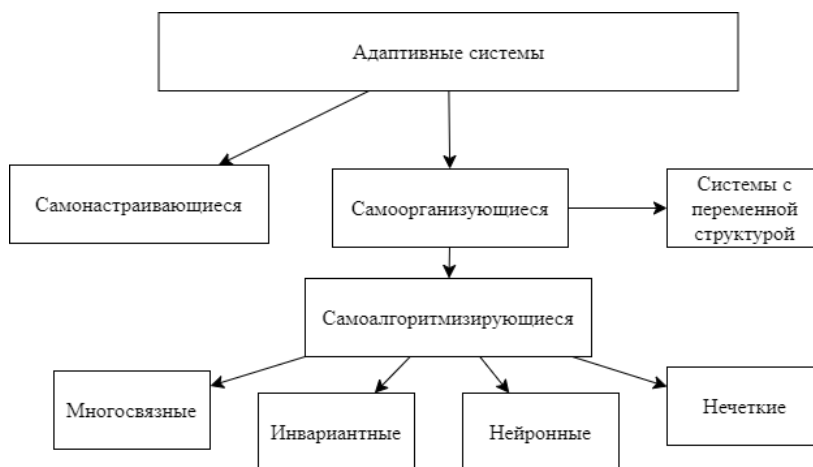 Адаптивные системы
Самонастраивающиеся
Самоорганизующиеся
Системы с
переменной
структурой
Самоалгоритмизирующиеся
Многосвязные
Инвариантные
Нейронные
Нечеткие